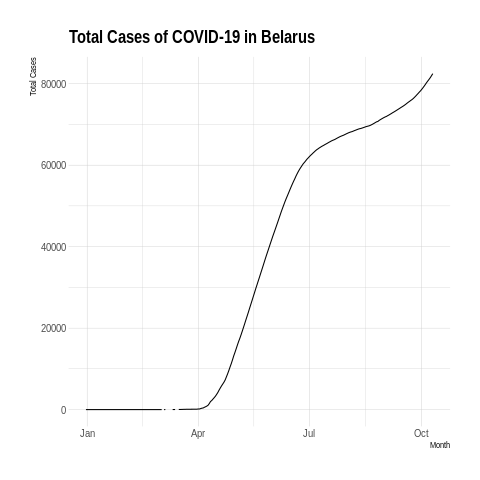 Total Cases of COVID-19 in Belarus
Total Cases
80000
60000
40000
20000
0
Jan Apr Jul Oct
Month